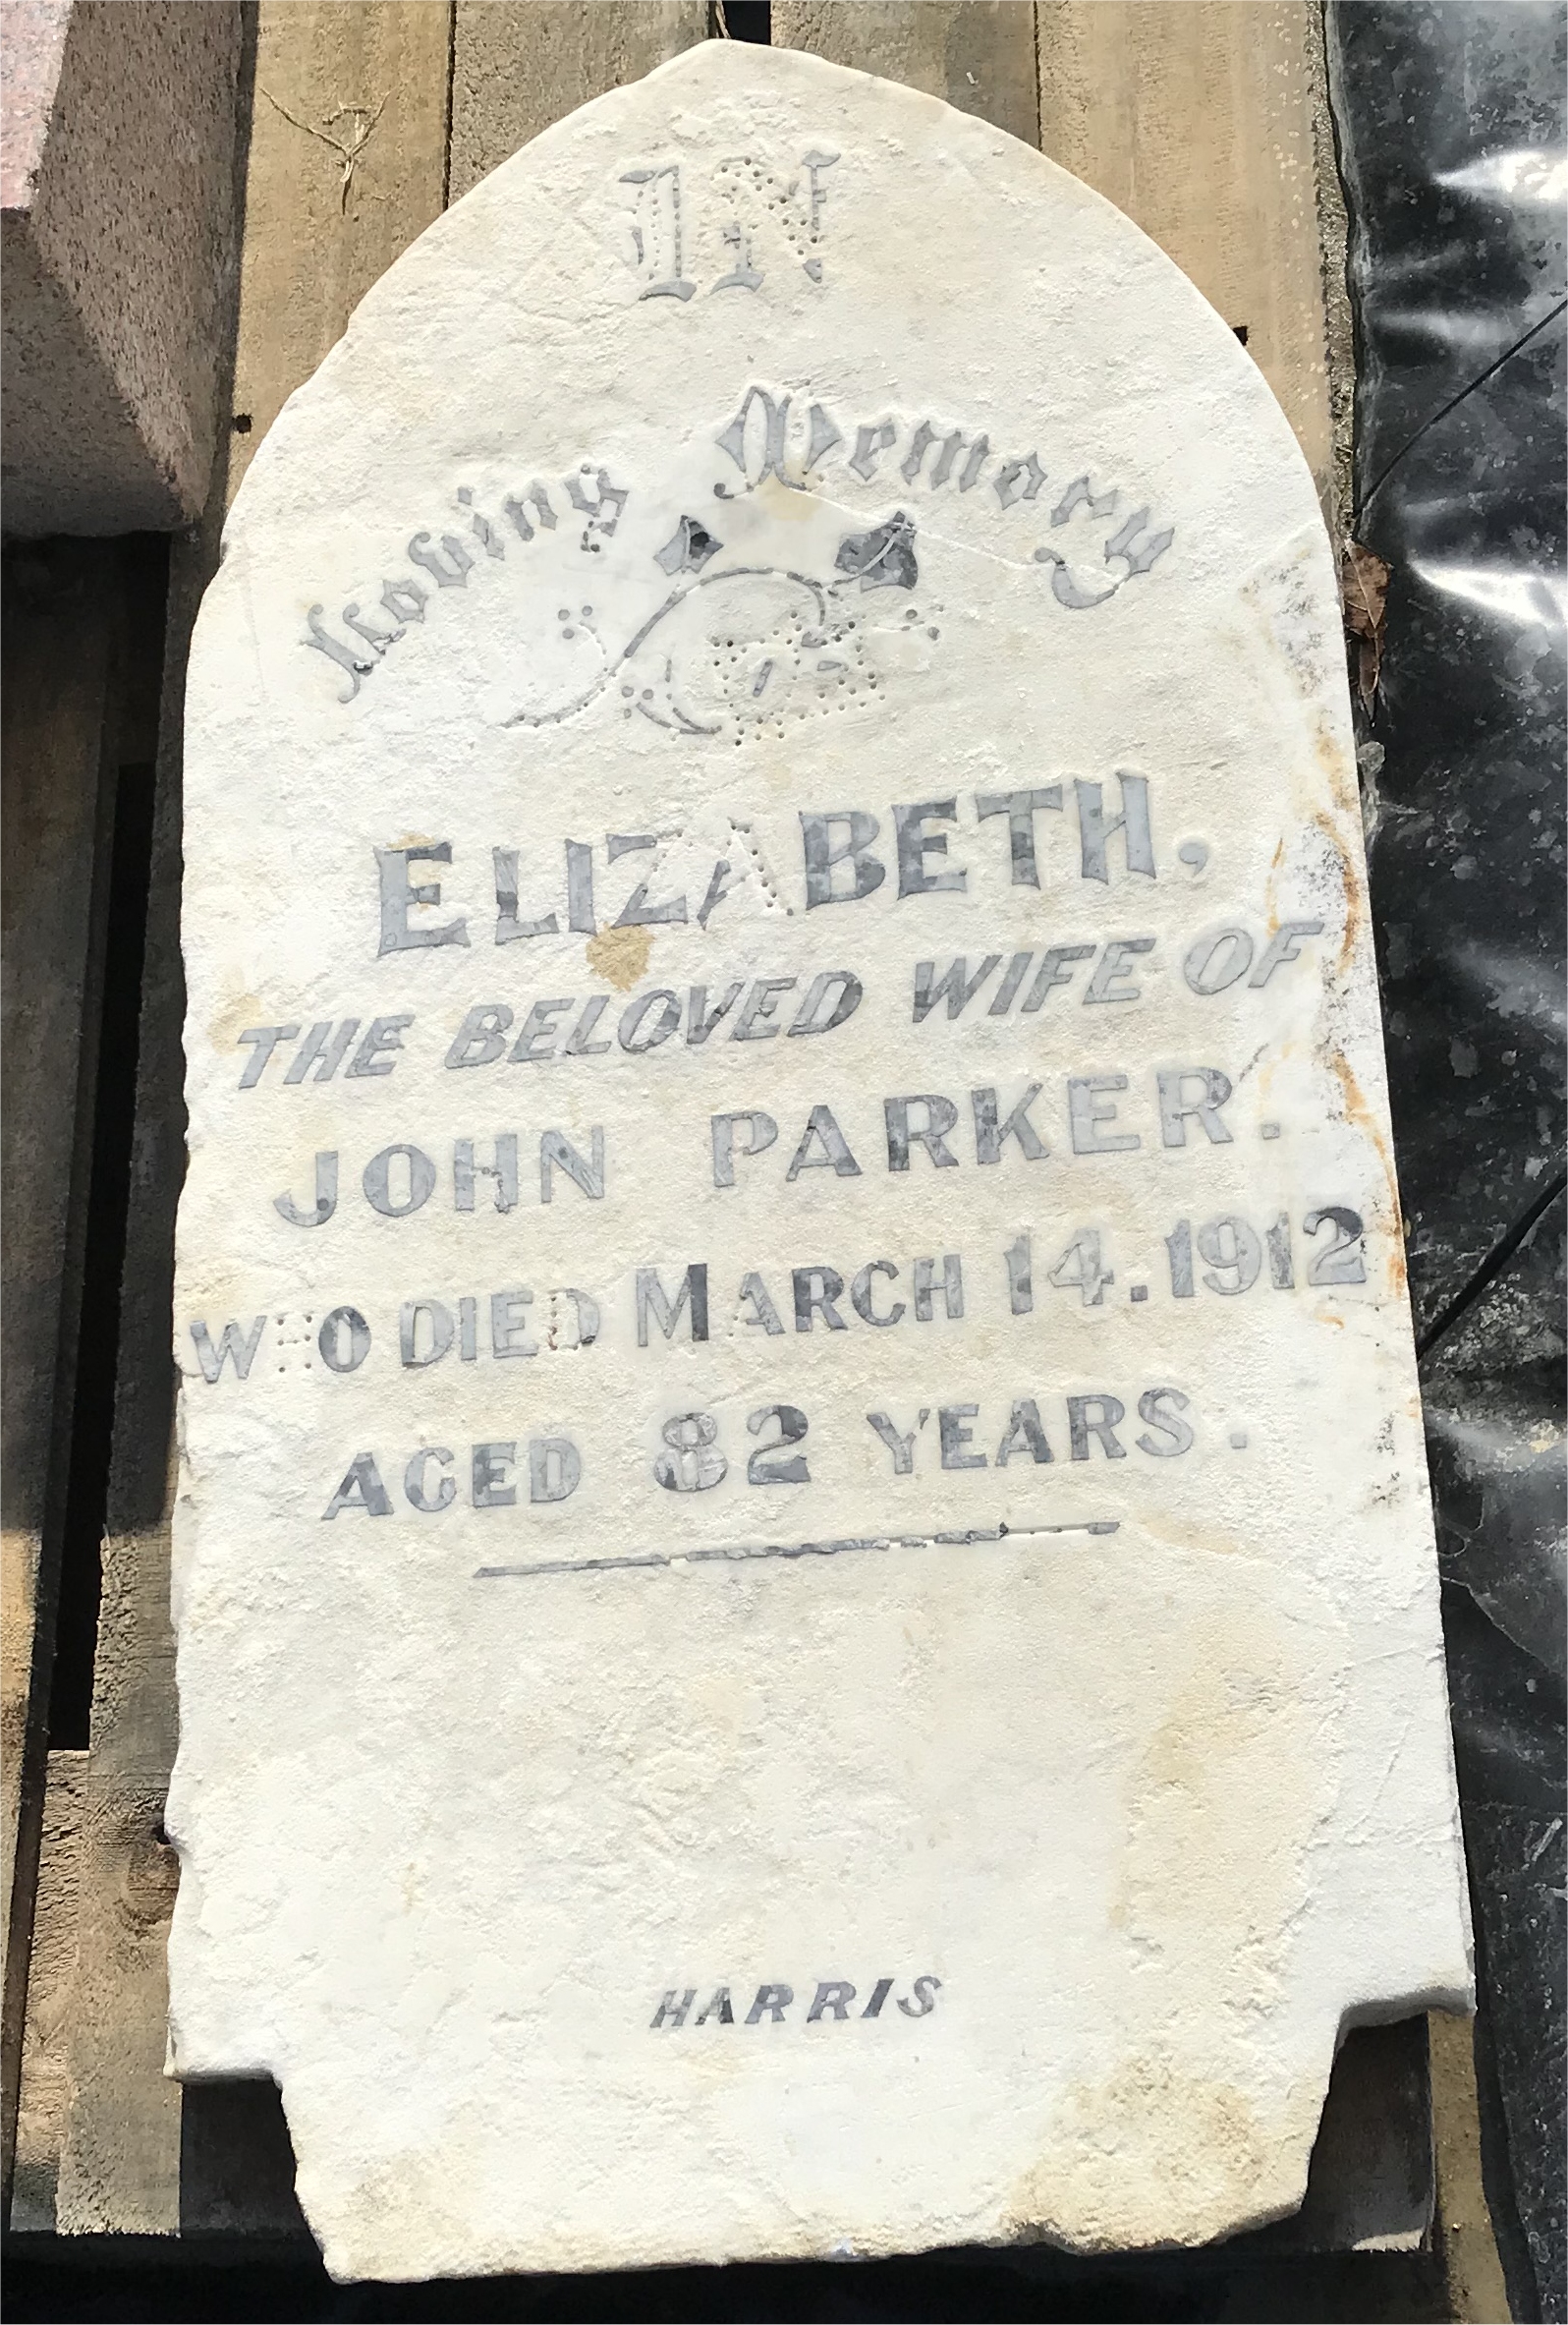 IN
Loving Memory
OF
ELIZABETH,
THE BELOVED WIFE OF
JOHN PARKER.
WHO DIED MARCH 14. 1912
AGED 82 YEARS.
HARRIS